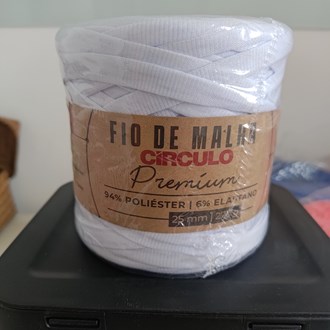 FIO DE MALHA
CÍRCULO
Premium
94% POLIÉSTER | 6% ELASTANO
25 mm